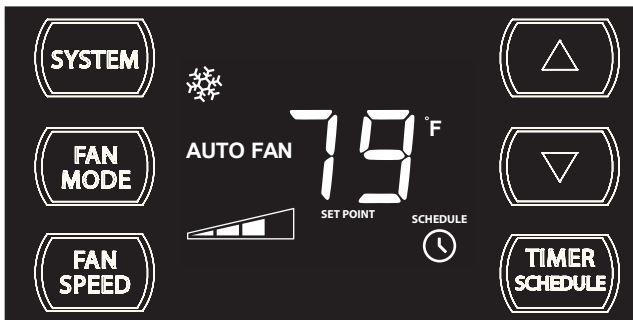 SYSTEM
FAN
MODE
FAN
SPEED
AUTO FAN
79
°F
SET POINT
SCHEDULE
TIMER
SCHEDULE